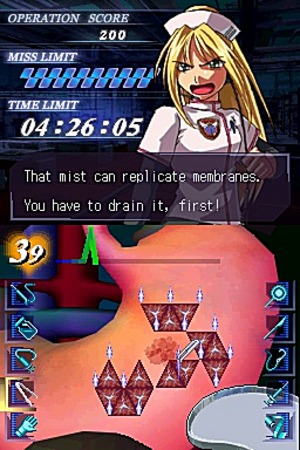 OPERATION SCORE
200
MISS LIMIT
TIME LIMIT
04:26:05
That mist can replicate membranes.
You have to drain it, first!
39